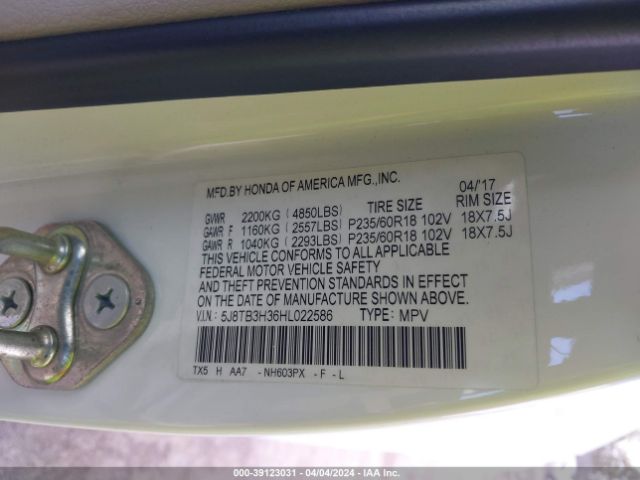 MFD.BY HONDA OF AMERICA MFG.,INC. 04/'17
GVWR 2200KG (4850LBS) TIRE SIZE RIM SIZE
GAWR F 1160KG (2557LBS) P235/60R18 102V 18X7.5J
GAWR R 1040KG (2293LBS) P235/60R18 102V 18X7.5J
THIS VEHICLE CONFORMS TO ALL APPLICABLE
FEDERAL MOTOR VEHICLE SAFETY
AND THEFT PREVENTION STANDARDS IN EFFECT
ON THE DATE OF MANUFACTURE SHOWN ABOVE.
V.I.N.: 5J8TB3H36HL022586 TYPE: MPV
TX5 H AA7 -NH603PX -F -L
000-39123031 - 04/04/2024 - IAA Inc.